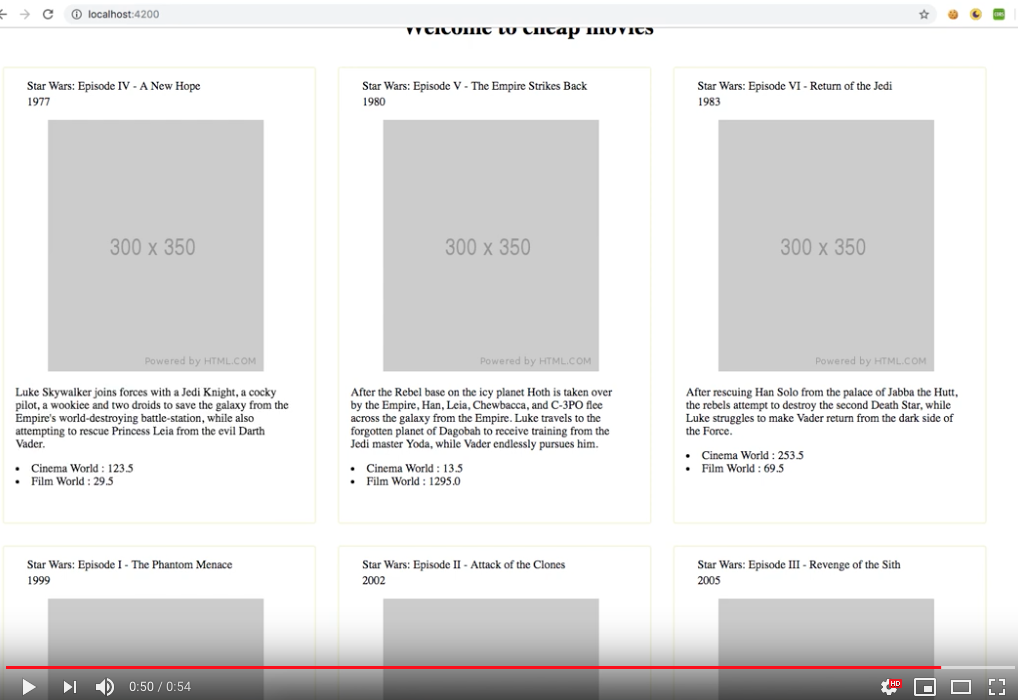 localhost:4200
Welcome to cheap movies
Star Wars: Episode IV - A New Hope
1977
300 x 350
Powered by HTML.COM
Luke Skywalker joins forces with a Jedi Knight, a cocky
pilot, a wookiee and two droids to save the galaxy from the
Empire's world-destroying battle-station, while also
attempting to rescue Princess Leia from the evil Darth
Vader.
• Cinema World : 123.5
• Film World : 29.5
Star Wars: Episode V - The Empire Strikes Back
1980
300 x 350
Powered by HTML.COM
After the Rebel base on the icy planet Hoth is taken over
by the Empire, Han, Leia, Chewbacca, and C-3PO flee
across the galaxy from the Empire. Luke travels to the
forgotten planet of Dagobah to receive training from the
Jedi master Yoda, while Vader endlessly pursues him.
• Cinema World : 13.5
• Film World : 1295.0
Star Wars: Episode VI - Return of the Jedi
1983
300 x 350
Powered by HTML.COM
After rescuing Han Solo from the palace of Jabba the Hutt,
the rebels attempt to destroy the second Death Star, while
Luke struggles to make Vader return from the dark side of
the Force.
• Cinema World : 253.5
• Film World : 69.5
Star Wars: Episode I - The Phantom Menace
1999
Star Wars: Episode II - Attack of the Clones
2002
Star Wars: Episode III - Revenge of the Sith
2005
0:50 / 0:54
HD